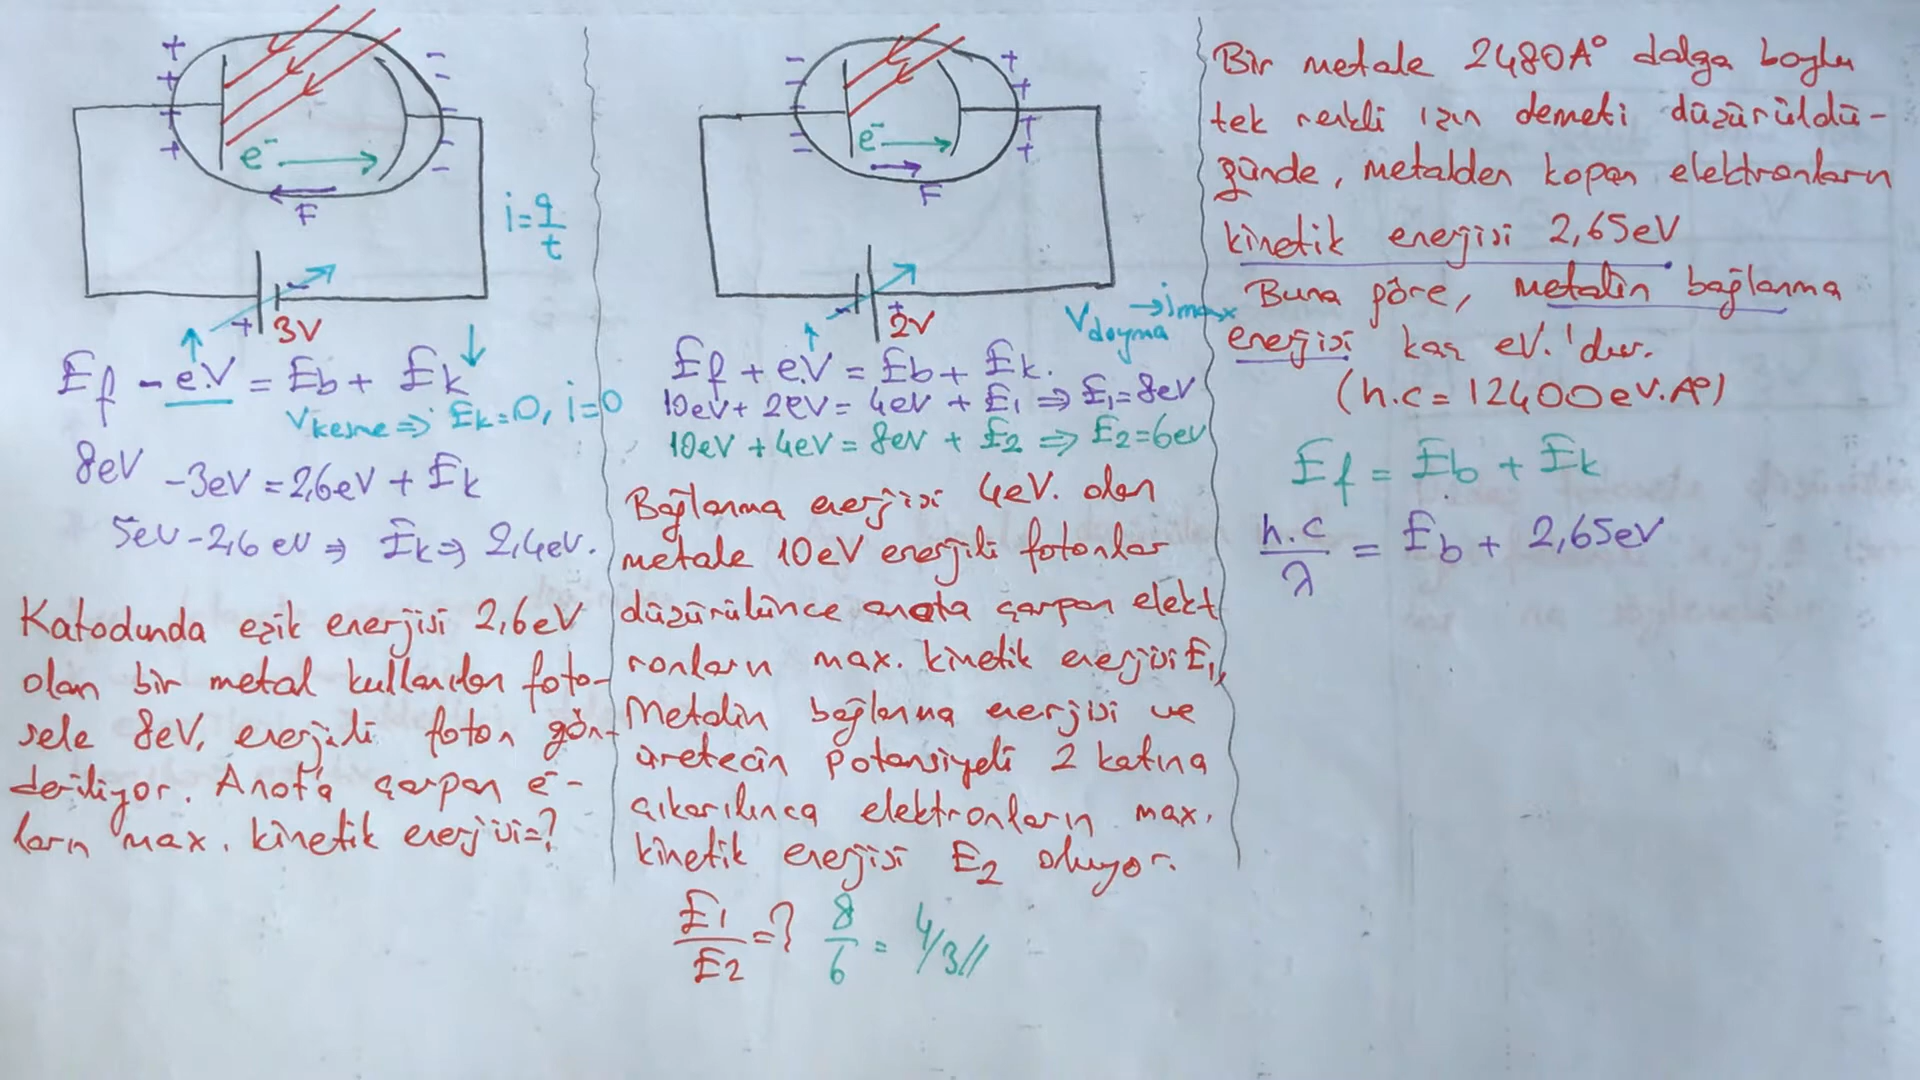 + + + +
- - - -
e⁻ →
F
i=q/t
+ - 3V
Ef - e.V = Eb + Ek
Vkesme ⇒ Ek=0, i=0
8eV -3eV = 2,6eV + Ek
5eV-2,6eV ⇒ Ek ⇒ 2,4eV.
Katodunda eşik enerjisi 2,6eV
olan bir metal kullanılan foto-
sele 8eV, enerjili foton gön-
deriliyor. Anota çarpan e⁻-
ların max. kinetik enerjisi=?
- - - -
+ + + +
e⁻ →
F
- + 2V
Vdoyma → imax
Ef + e.V = Eb + Ek.
10eV + 2eV = 4eV + E1 ⇒ E1=8eV
10eV + 4eV = 8eV + E2 ⇒ E2=6eV
Bağlanma enerjisi 4eV. olan
metale 10eV enerjili fotonlar
düşürülünce anota çarpan elekt
ronların max. kinetik enerjisi E1,
Metalin bağlanma enerjisi ve
üretecin potansiyeli 2 katına
çıkarılınca elektronların max.
kinetik enerjisi E2 oluyor.
E1/E2=? 8/6 = 4/3//
Bir metale 2480A° dalga boylu
tek renkli ışın demeti düşürüldü-
ğünde, metalden kopan elektronların
kinetik enerjisi 2,65eV
Buna göre, metalin bağlanma
enerjisi kaç eV.'dur.
(h.c = 12400eV.A°)
Ef = Eb + Ek
h.c/λ = Eb + 2,65eV